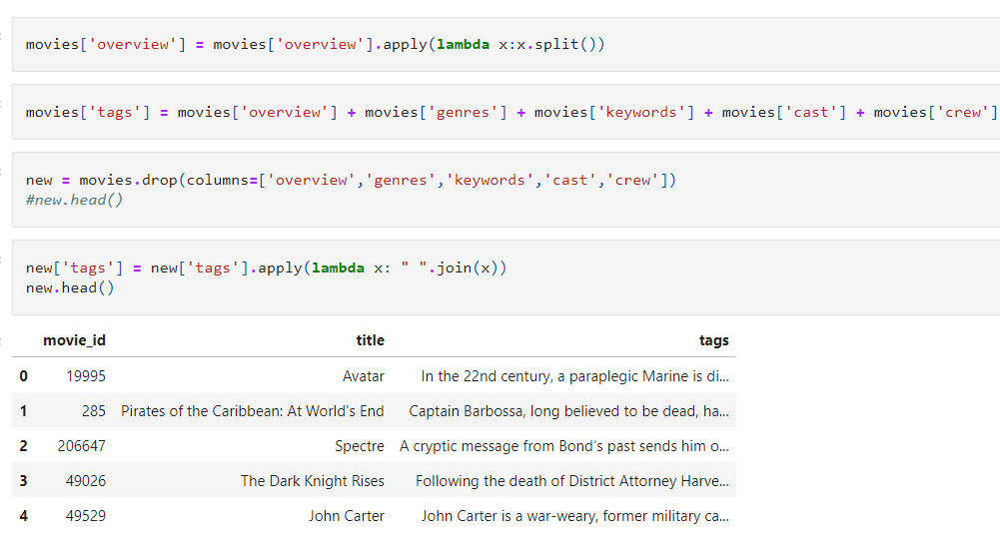 movies['overview'] = movies['overview'].apply(lambda x:x.split())
movies['tags'] = movies['overview'] + movies['genres'] + movies['keywords'] + movies['cast'] + movies['crew']
new = movies.drop(columns=['overview','genres','keywords','cast','crew'])
#new.head()
new['tags'] = new['tags'].apply(lambda x: " ".join(x))
new.head()
movie_id title tags
0 19995 Avatar In the 22nd century, a paraplegic Marine is di...
1 285 Pirates of the Caribbean: At World's End Captain Barbossa, long believed to be dead, ha...
2 206647 Spectre A cryptic message from Bond's past sends him o...
3 49026 The Dark Knight Rises Following the death of District Attorney Harve...
4 49529 John Carter John Carter is a war-weary, former military ca...